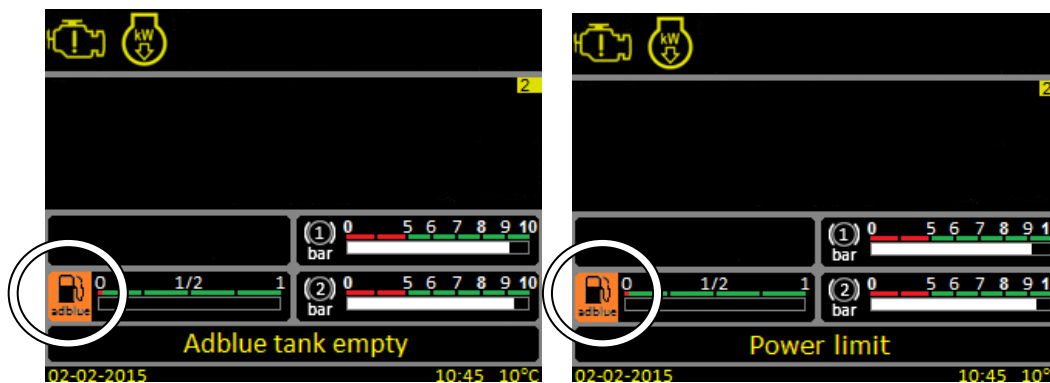 kW
2
1 0 5 6 7 8 9 10
bar
adblue 0 1/2 1
2 0 5 6 7 8 9 10
bar
Adblue tank empty
02-02-2015 10:45 10°C
kW
2
1 0 5 6 7 8 9 1
bar
adblue 0 1/2 1
2 0 5 6 7 8 9 1
bar
Power limit
02-02-2015 10:45 10°